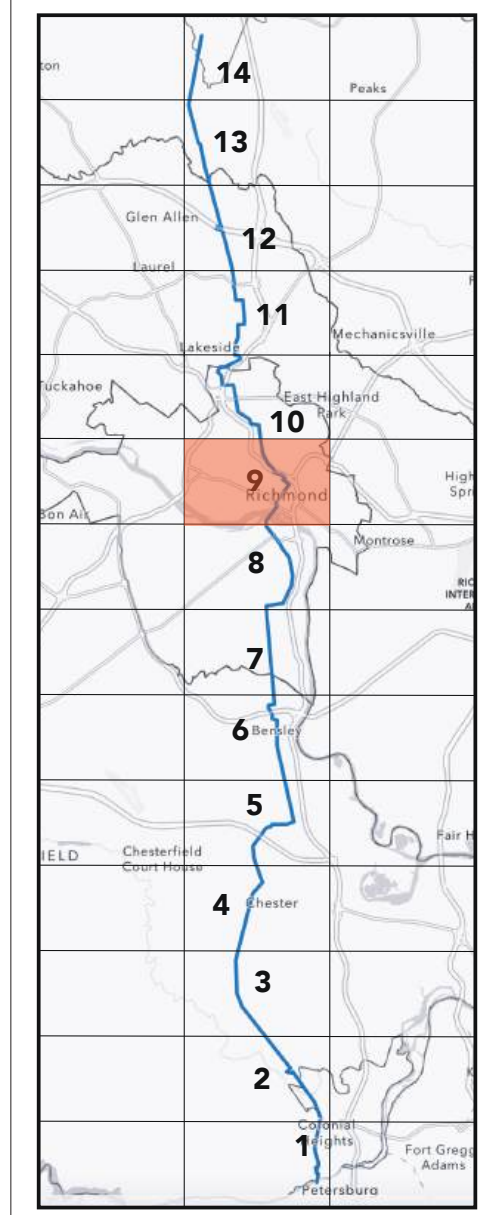 ton
14
Peaks
13
Glen Allen
12
Laurel
11
Mechanicsville
Lakeside
Tuckahoe
East Highland
Park
10
9
Richmond
High
Spri
Bon Air
Montrose
8
RIC
INTER
A
7
6
Bensley
5
Fair H
IELD
Chesterfield
Court House
4
Chester
3
2
Colonial
Heights
1
Fort Gregg
Adams
Petersburg